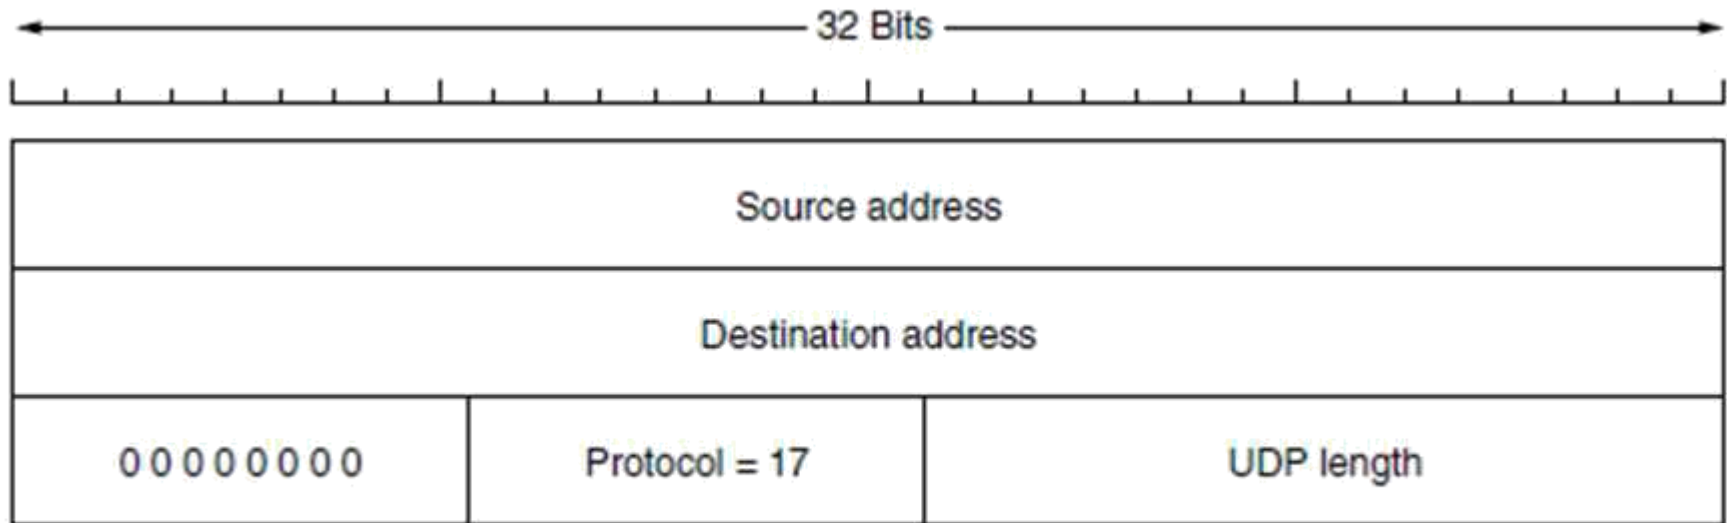 32 Bits
Source address
Destination address
0 0 0 0 0 0 0 0 Protocol = 17 UDP length